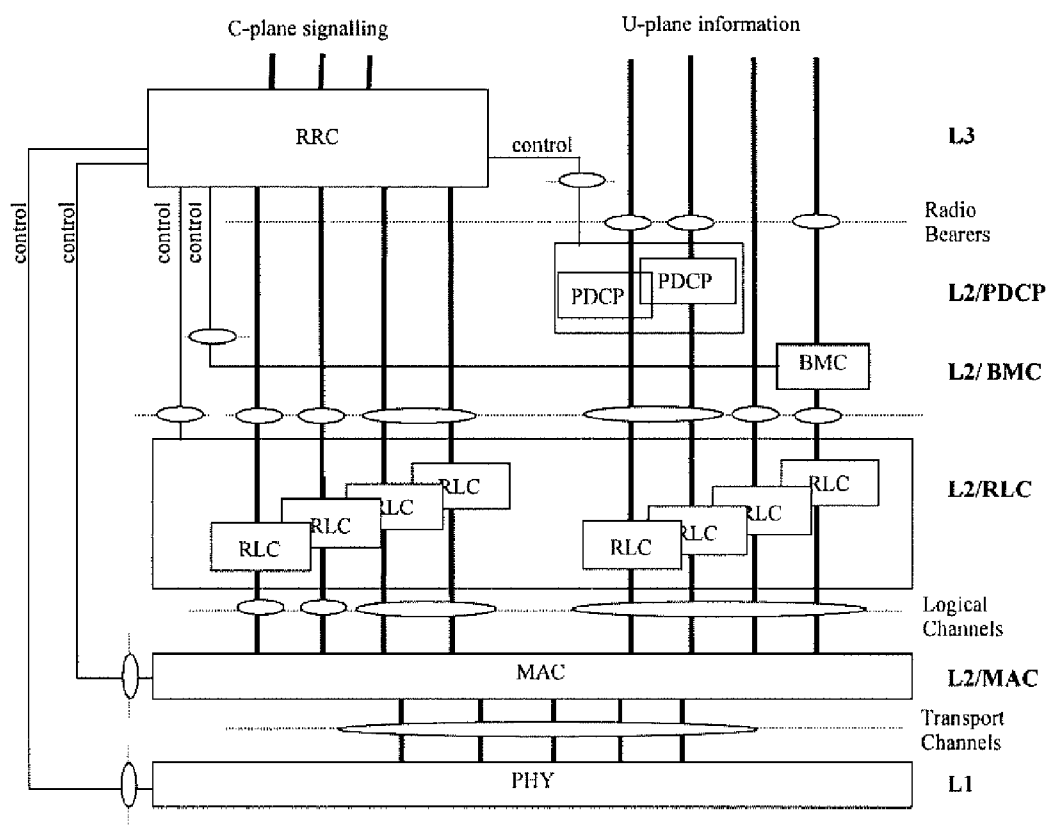 C-plane signalling
U-plane information
RRC
control
L3
control
control
control
control
Radio
Bearers
PDCP
PDCP
L2/PDCP
BMC
L2/ BMC
RLC
RLC
RLC
RLC
RLC
RLC
RLC
RLC
L2/RLC
Logical
Channels
MAC
L2/MAC
Transport
Channels
PHY
L1